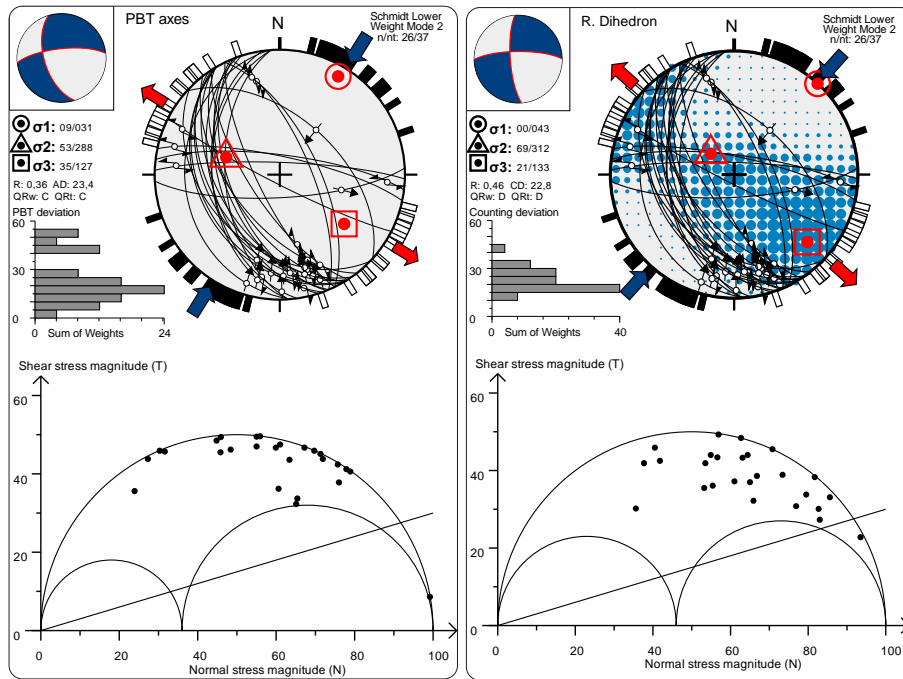 PBT axes
N
Schmidt Lower
Weight Mode 2
n/nt: 26/37
σ1: 09/031
σ2: 53/288
σ3: 35/127
R: 0,36 AD: 23,4
QRw: C QRt: C
PBT deviation
60
30
0
0 Sum of Weights 24
Shear stress magnitude (T)
60
40
20
0
0 20 40 60 80 100
Normal stress magnitude (N)
R. Dihedron
N
Schmidt Lower
Weight Mode 2
n/nt: 26/37
σ1: 00/043
σ2: 69/312
σ3: 21/133
R: 0,46 CD: 22,8
QRw: D QRt: D
Counting deviation
60
30
0
0 Sum of Weights 40
Shear stress magnitude (T)
60
40
20
0
0 20 40 60 80 100
Normal stress magnitude (N)